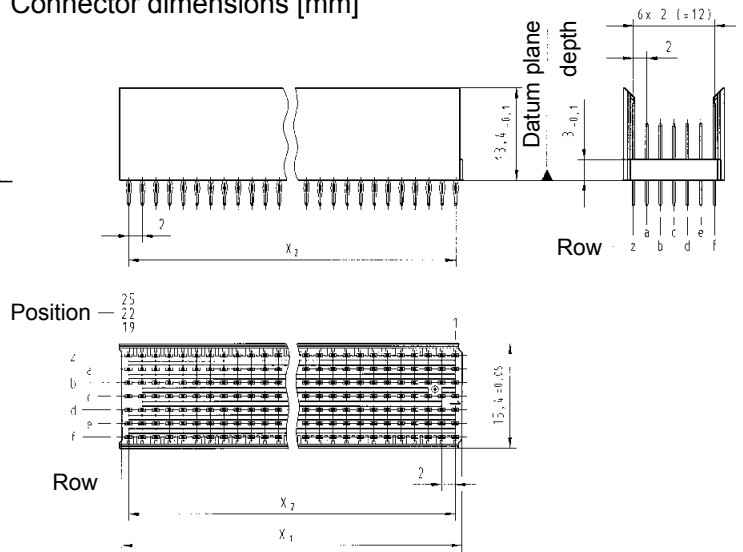 Connector dimensions [mm]
6x 2 (=12)
2
Datum plane
depth
13,4 -0,1
3 -0,1
2
X2
Row
z a b c d e f
Position
25
22
19
1
z
a
b
c
d
e
f
15,4 ±0,05
Row
2
X2
X1